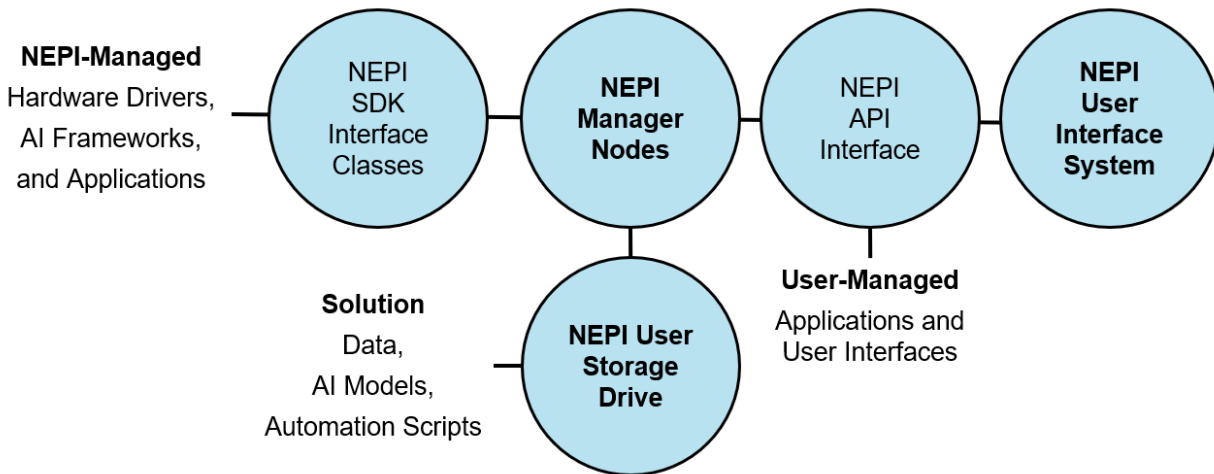 NEPI-Managed
Hardware Drivers,
AI Frameworks,
and Applications
NEPI
SDK
Interface
Classes
NEPI
Manager
Nodes
NEPI
API
Interface
NEPI
User
Interface
System
Solution
Data,
AI Models,
Automation Scripts
NEPI User
Storage
Drive
User-Managed
Applications and
User Interfaces